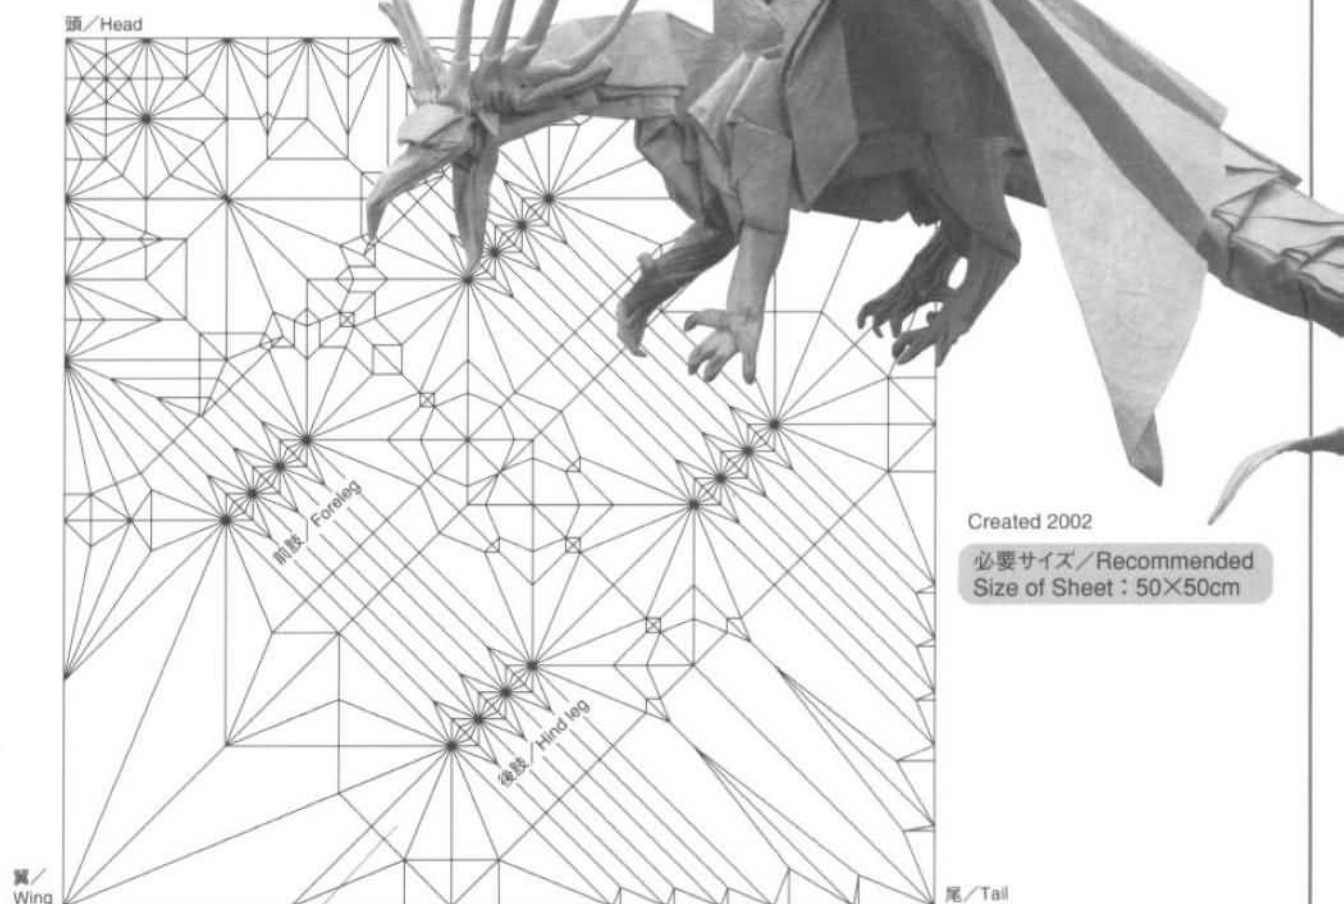 頭／Head
前肢／Foreleg
Created 2002
必要サイズ／Recommended
Size of Sheet：50×50cm
後肢／Hind leg
翼／
Wing
尾／Tail